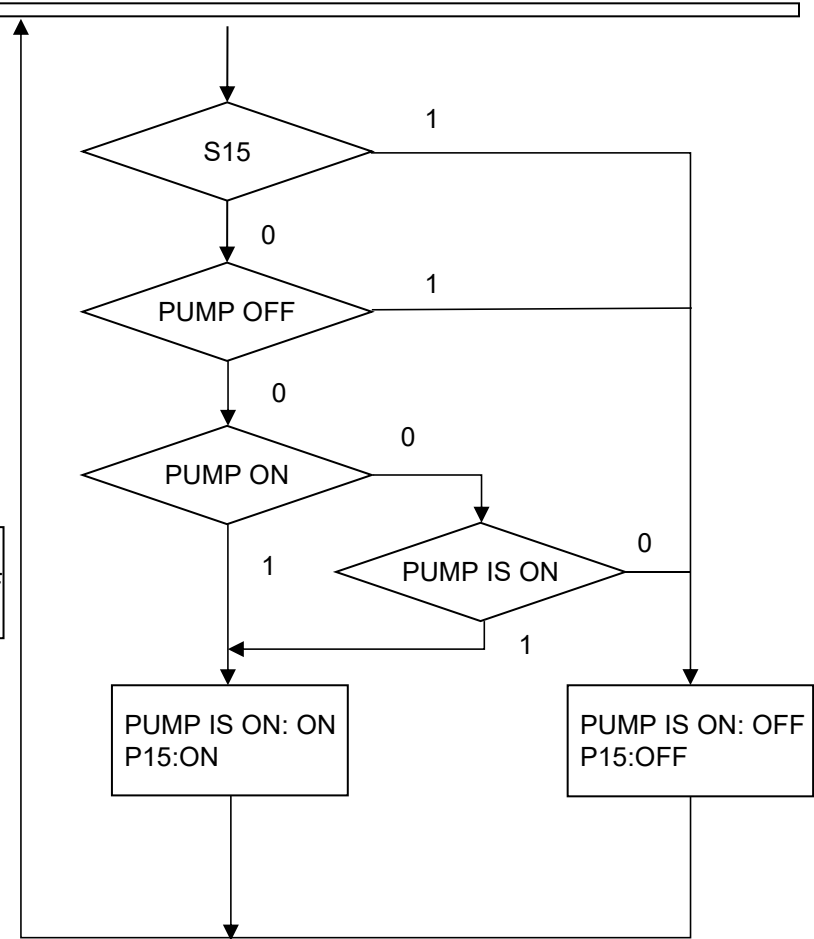 1
S15
0
1
PUMP OFF
0
0
PUMP ON
0
1
PUMP IS ON
1
PUMP IS ON: ON
P15:ON
PUMP IS ON: OFF
P15:OFF